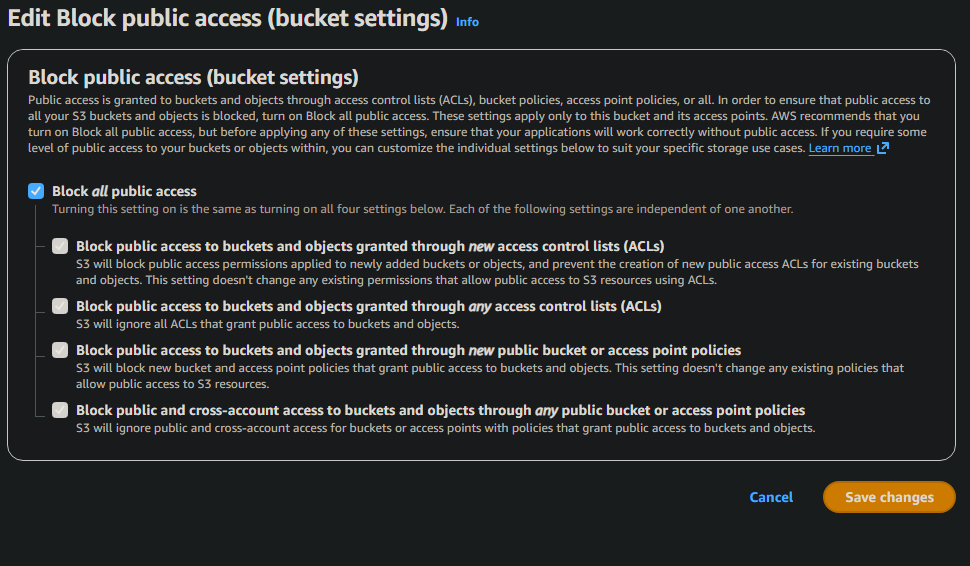 Edit Block public access (bucket settings) Info
Block public access (bucket settings)
Public access is granted to buckets and objects through access control lists (ACLs), bucket policies, access point policies, or all. In order to ensure that public access to
all your S3 buckets and objects is blocked, turn on Block all public access. These settings apply only to this bucket and its access points. AWS recommends that you
turn on Block all public access, but before applying any of these settings, ensure that your applications will work correctly without public access. If you require some
level of public access to your buckets or objects within, you can customize the individual settings below to suit your specific storage use cases. Learn more
Block all public access
Turning this setting on is the same as turning on all four settings below. Each of the following settings are independent of one another.
Block public access to buckets and objects granted through new access control lists (ACLs)
S3 will block public access permissions applied to newly added buckets or objects, and prevent the creation of new public access ACLs for existing buckets
and objects. This setting doesn't change any existing permissions that allow public access to S3 resources using ACLs.
Block public access to buckets and objects granted through any access control lists (ACLs)
S3 will ignore all ACLs that grant public access to buckets and objects.
Block public access to buckets and objects granted through new public bucket or access point policies
S3 will block new bucket and access point policies that grant public access to buckets and objects. This setting doesn't change any existing policies that
allow public access to S3 resources.
Block public and cross-account access to buckets and objects through any public bucket or access point policies
S3 will ignore public and cross-account access for buckets or access points with policies that grant public access to buckets and objects.
Cancel Save changes